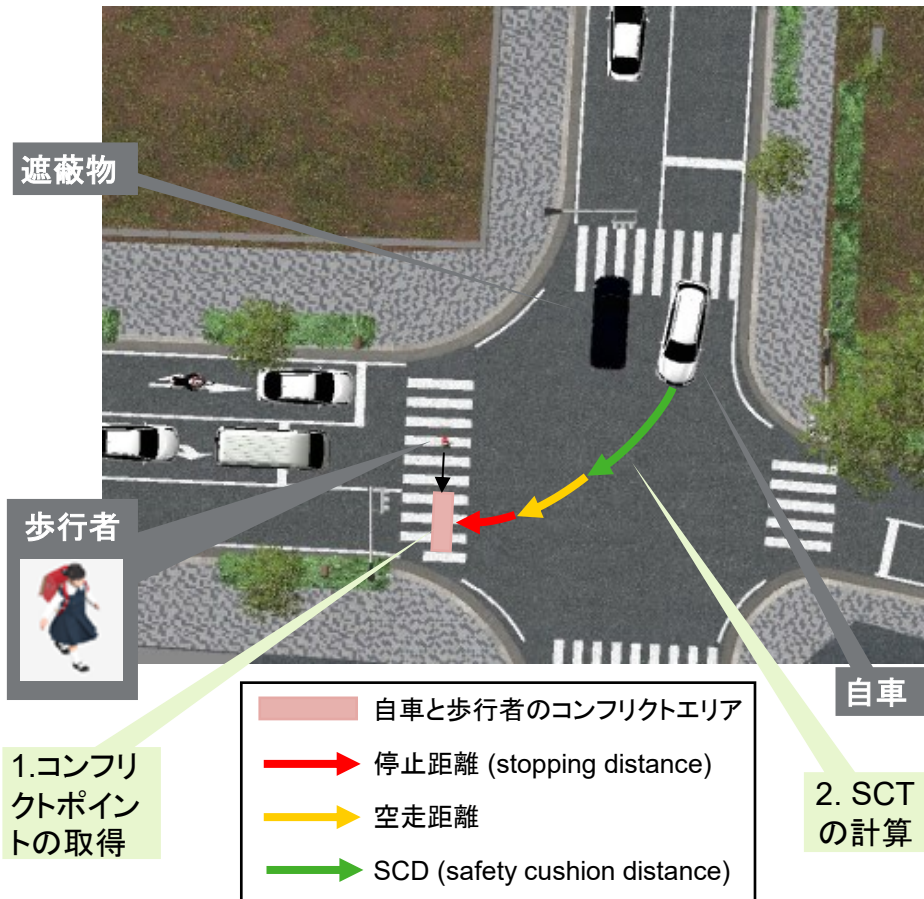 遮蔽物
歩行者
自車
1.コンフリ
クトポイン
トの取得
2. SCT
の計算
自車と歩行者のコンフリクトエリア
停止距離 (stopping distance)
空走距離
SCD (safety cushion distance)